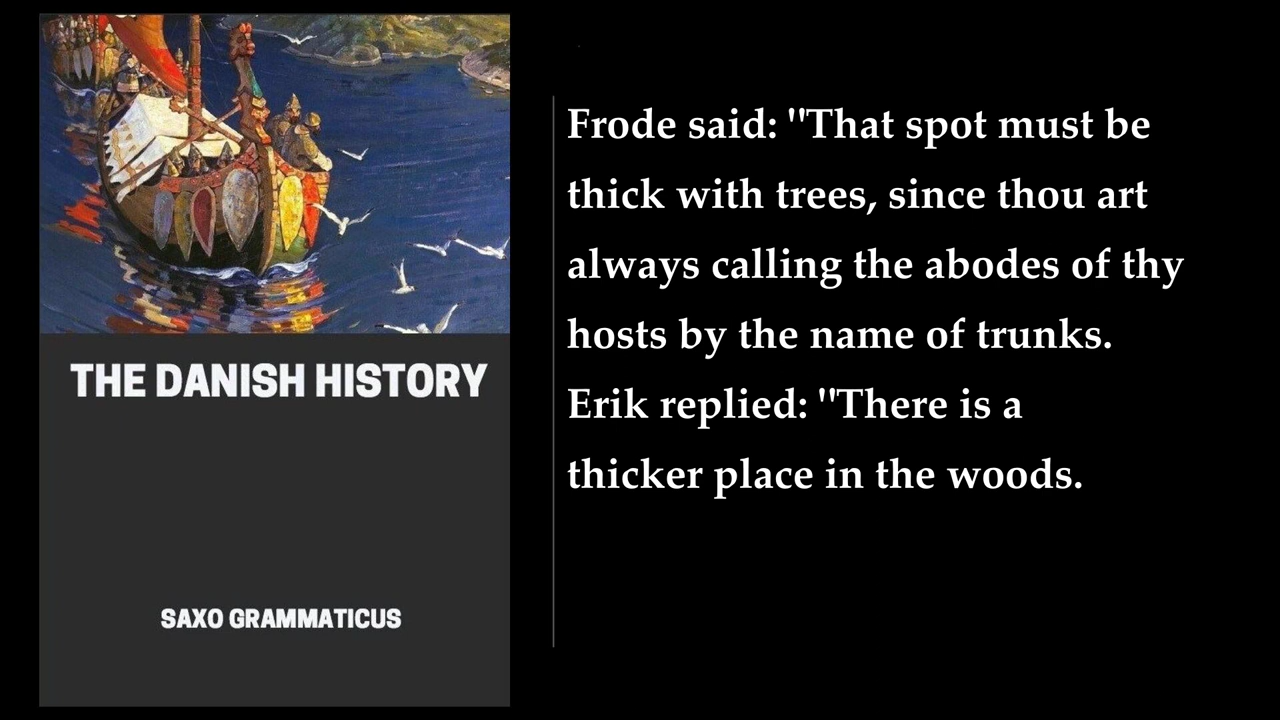 THE DANISH HISTORY
SAXO GRAMMATICUS
Frode said: "That spot must be
thick with trees, since thou art
always calling the abodes of thy
hosts by the name of trunks.
Erik replied: "There is a
thicker place in the woods.